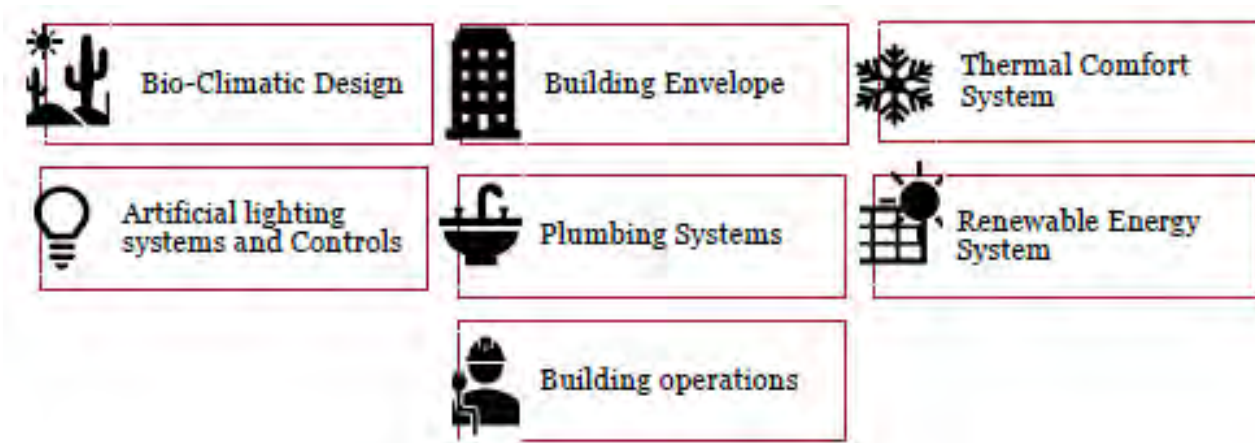 Bio-Climatic Design
Building Envelope
Thermal Comfort
System
Artificial lighting
systems and Controls
Plumbing Systems
Renewable Energy
System
Building operations